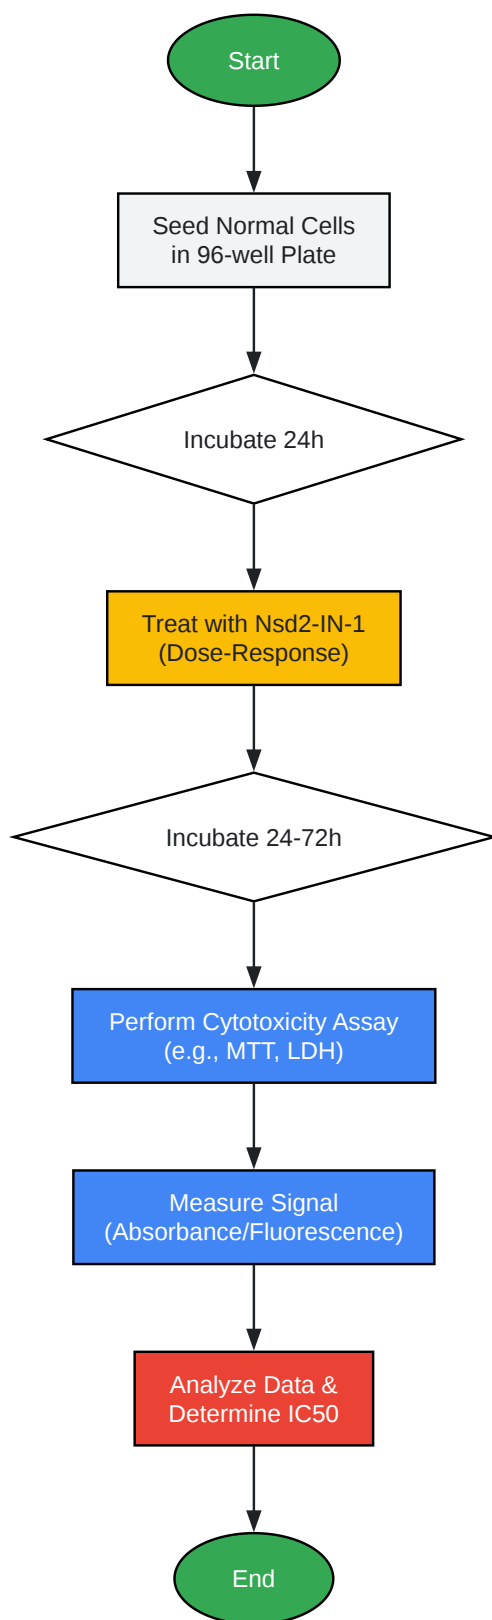 Start
Seed Normal Cells
in 96-well Plate
Incubate 24h
Treat with Nsd2-IN-1
(Dose-Response)
Incubate 24-72h
Perform Cytotoxicity Assay
(e.g., MTT, LDH)
Measure Signal
(Absorbance/Fluorescence)
Analyze Data &
Determine IC50
End